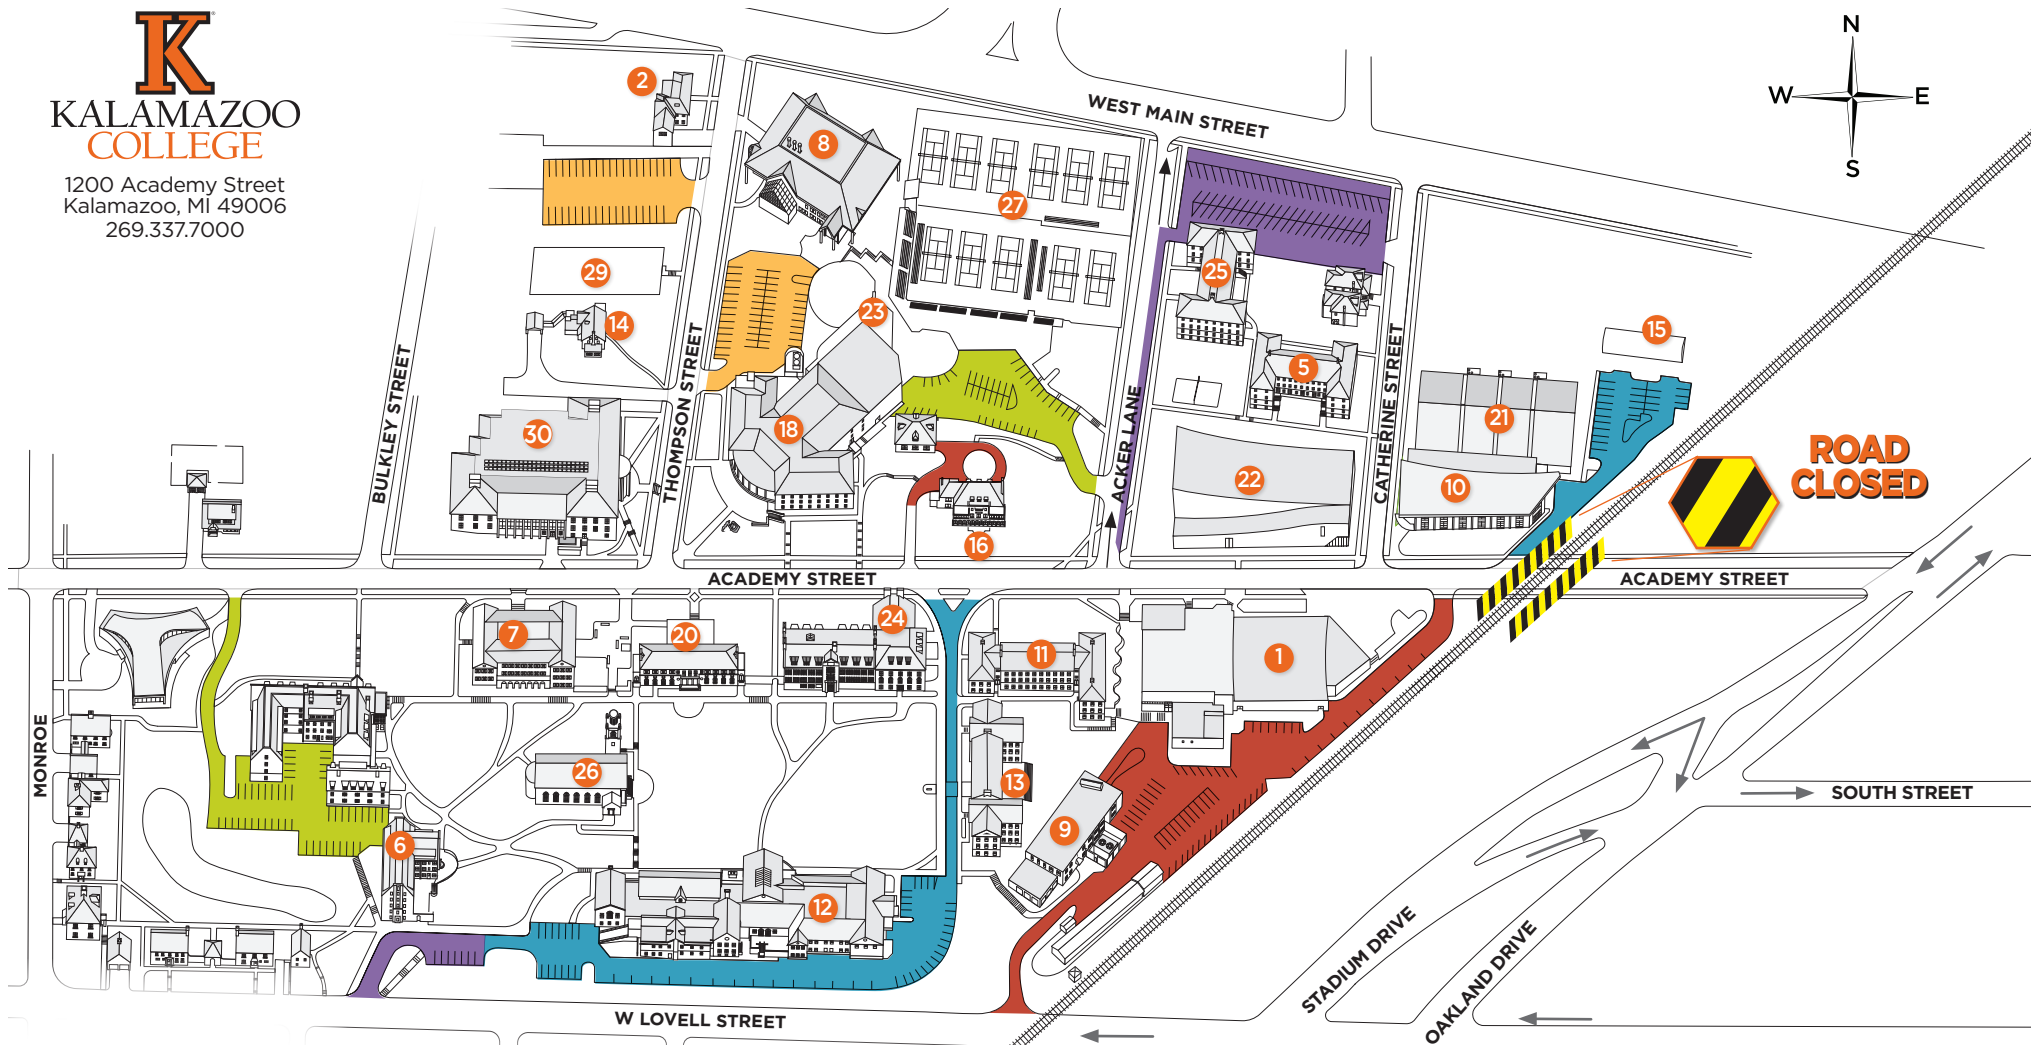 K
KALAMAZOO
COLLEGE
1200 Academy Street
Kalamazoo, MI 49006
269.337.7000
N
W
E
S
WEST MAIN STREET
2
8
27
29
25
14
23
15
5
BULKLEY STREET
THOMPSON STREET
ACKER LANE
CATHERINE STREET
30
18
21
22
10
ROAD
CLOSED
16
ACADEMY STREET
ACADEMY STREET
7
20
24
11
1
MONROE
26
13
9
6
12
SOUTH STREET
STADIUM DRIVE
OAKLAND DRIVE
W LOVELL STREET